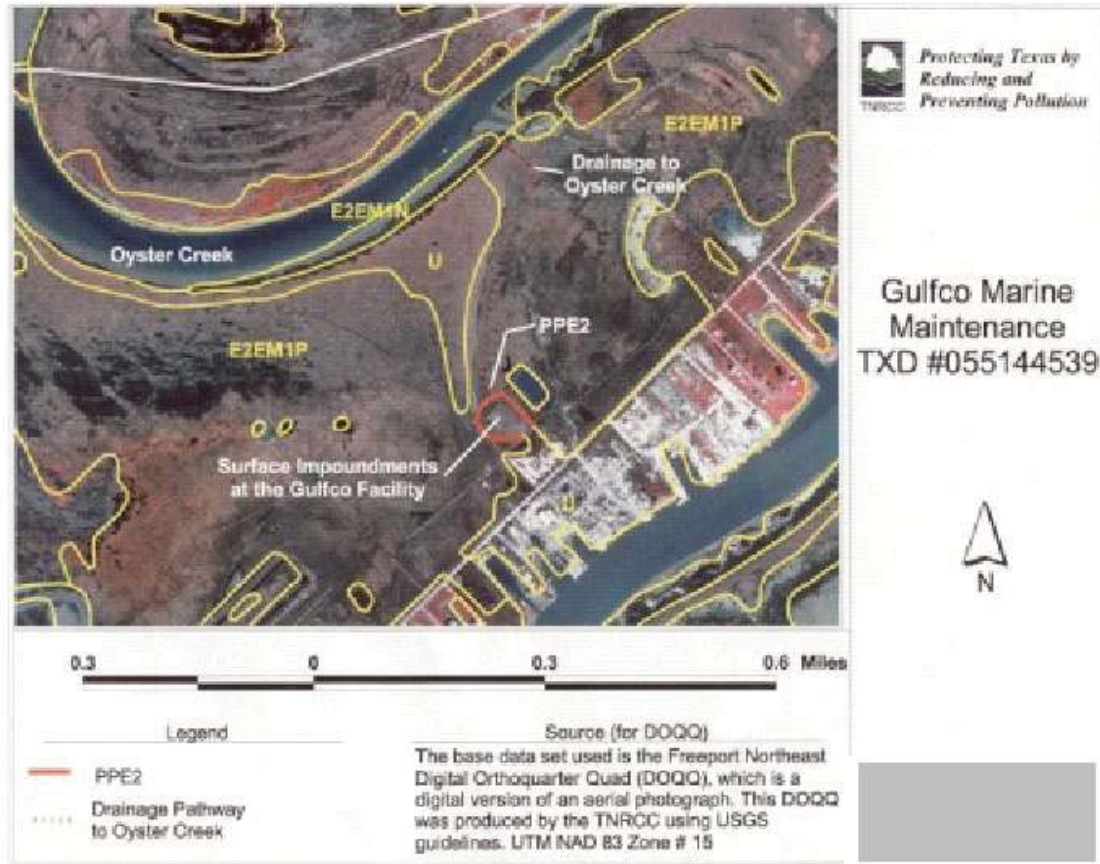 TNRCC
Protecting Texas by
Reducing and
Preventing Pollution
E2EM1P
Drainage to
Oyster Creek
E2EM1N
Oyster Creek
U
PPE2
E2EM1P
Surface Impoundments
at the Gulfco Facility
U
Gulfco Marine
Maintenance
TXD #055144539
N
0.3 0 0.3 0.6 Miles
Legend
PPE2
Drainage Pathway
to Oyster Creek
Source (for DOQQ)
The base data set used is the Freeport Northeast
Digital Orthoquarter Quad (DOQQ), which is a
digital version of an aerial photograph. This DOQQ
was produced by the TNRCC using USGS
guidelines. UTM NAD 83 Zone # 15